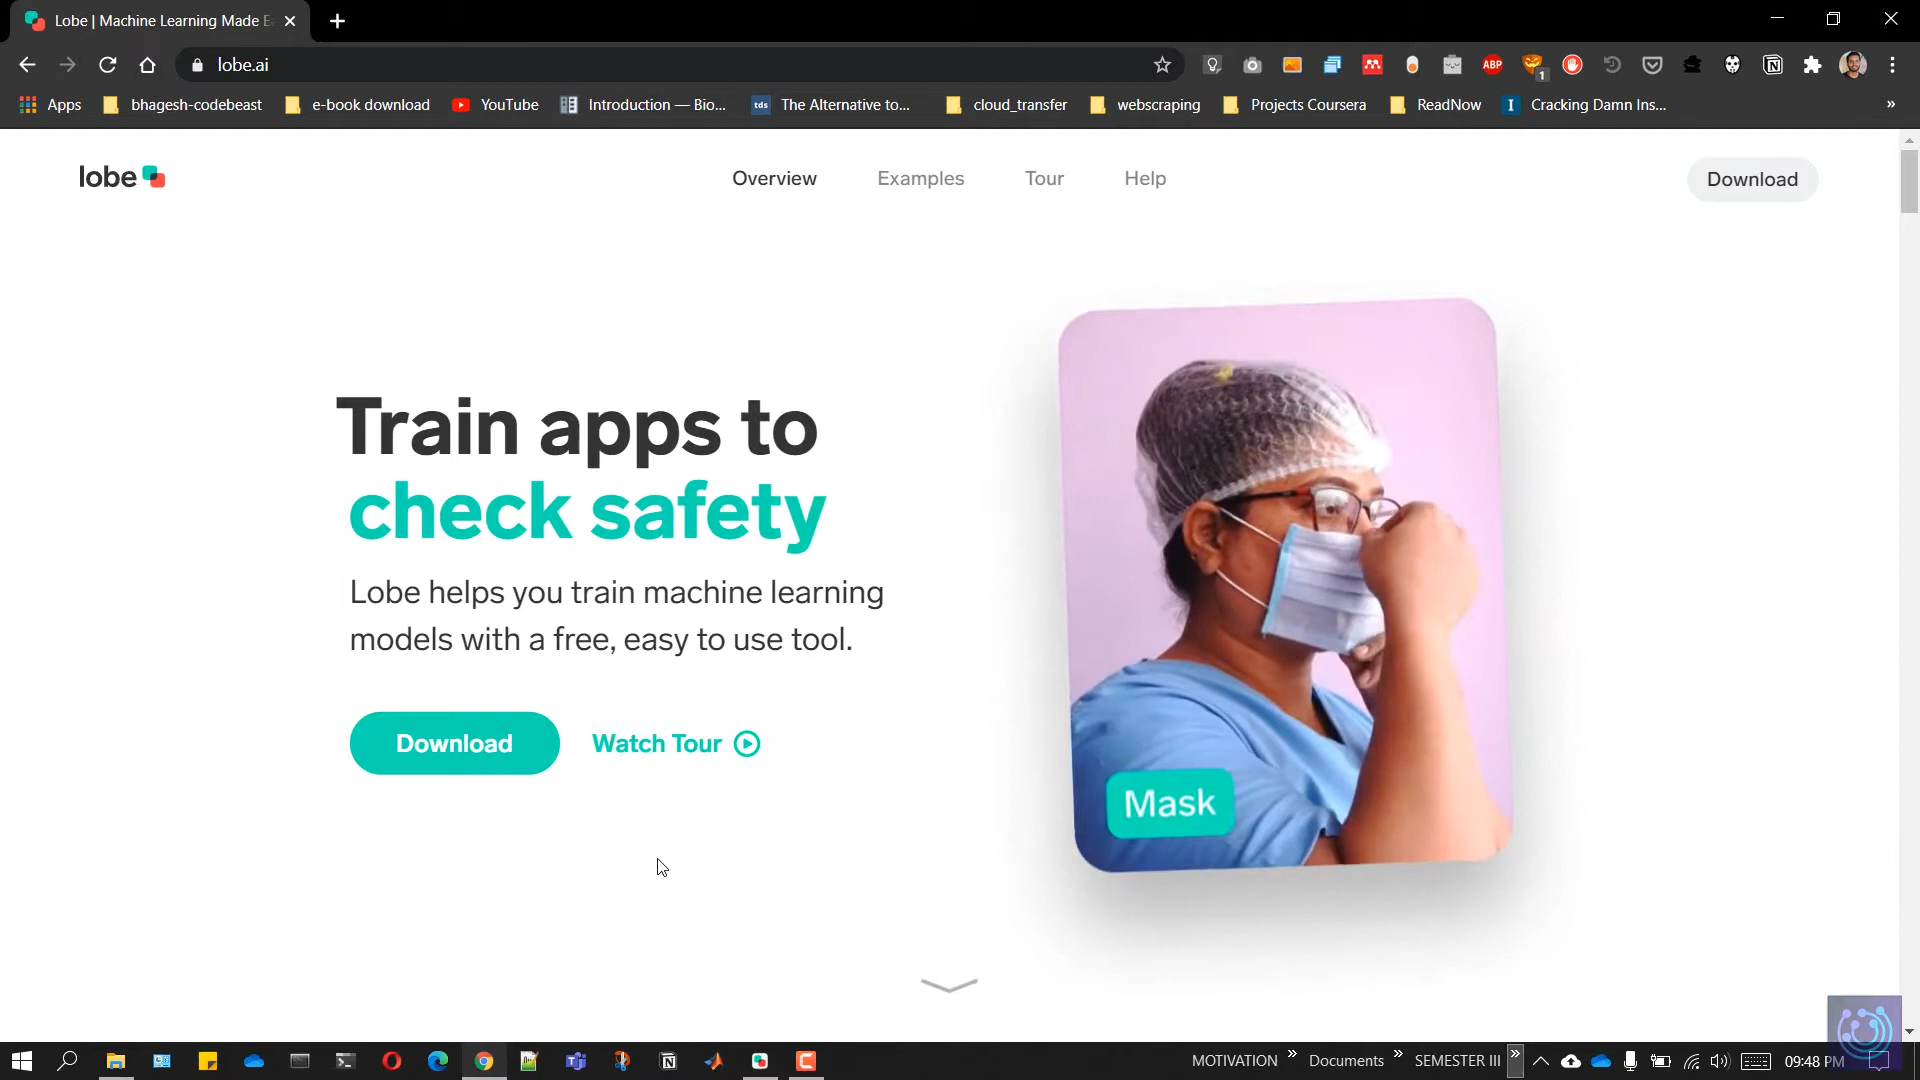 Lobe | Machine Learning Made E
lobe.ai
ABP
1
Apps
bhagesh-codebeast
e-book download
YouTube
Introduction — Bio...
tds
The Alternative to...
cloud_transfer
webscraping
Projects Coursera
ReadNow
I
Cracking Damn Ins...
»
lobe
Overview
Examples
Tour
Help
Download
Train apps to
check safety
Lobe helps you train machine learning
models with a free, easy to use tool.
Download
Watch Tour
Mask
MOTIVATION
»
Documents
»
SEMESTER III
»
09:48 PM